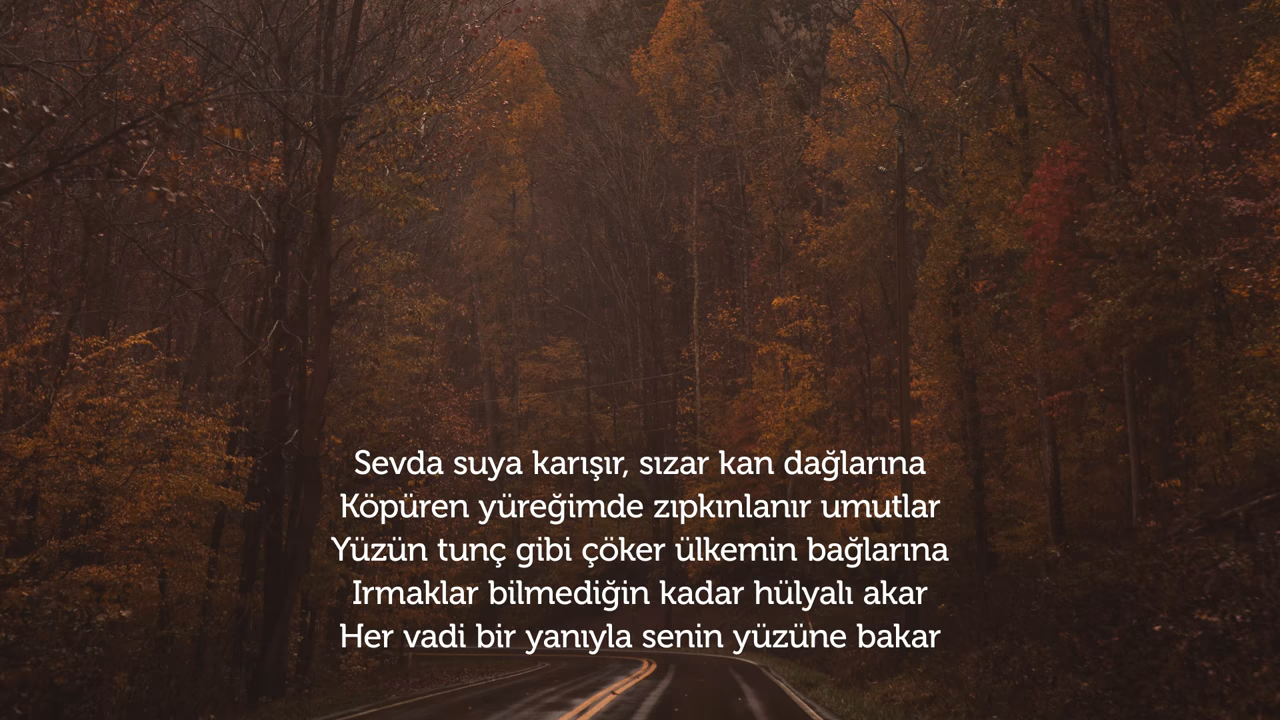 Sevda suya karışır, sızar kan dağlarına
Köpüren yüreğimde zıpkınlanır umutlar
Yüzün tunç gibi çöker ülkemin bağlarına
Irmaklar bilmediğin kadar hülyalı akar
Her vadi bir yanıyla senin yüzüne bakar